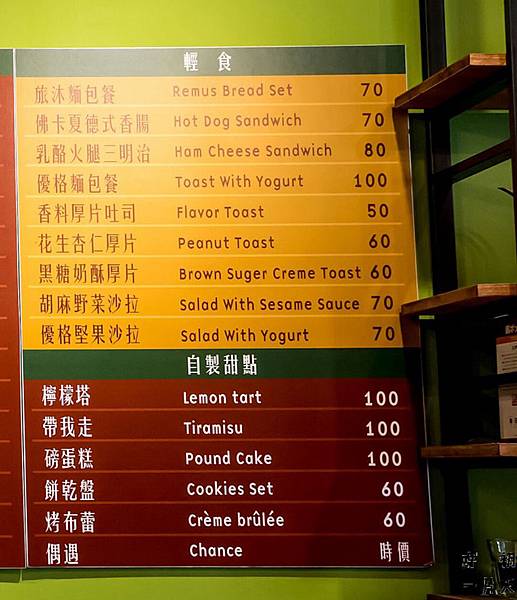 輕食
旅沐麵包餐 Remus Bread Set 70
佛卡夏德式香腸 Hot Dog Sandwich 70
乳酪火腿三明治 Ham Cheese Sandwich 80
優格麵包餐 Toast With Yogurt 100
香料厚片吐司 Flavor Toast 50
花生杏仁厚片 Peanut Toast 60
黑糖奶酥厚片 Brown Suger Creme Toast 60
胡麻野菜沙拉 Salad With Sesame Sauce 70
優格堅果沙拉 Salad With Yogurt 70
自製甜點
檸檬塔 Lemon tart 100
帶我走 Tiramisu 100
磅蛋糕 Pound Cake 100
餅乾盤 Cookies Set 60
烤布蕾 Crème brûlée 60
偶遇 Chance 時價